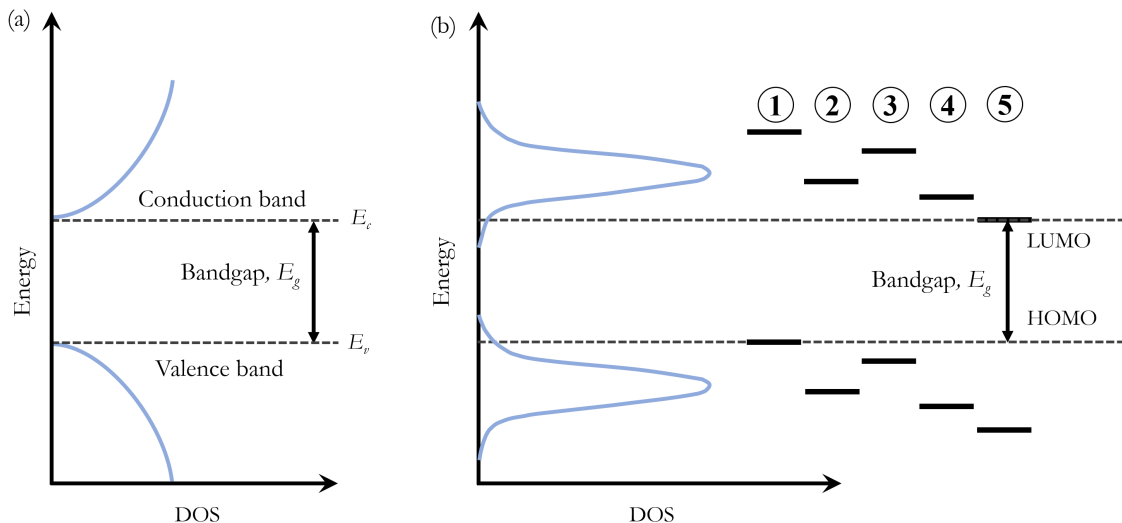 (a)
Energy
Conduction band
E_c
Bandgap, E_g
E_v
Valence band
DOS
(b)
Energy
1 2 3 4 5
LUMO
Bandgap, E_g
HOMO
DOS